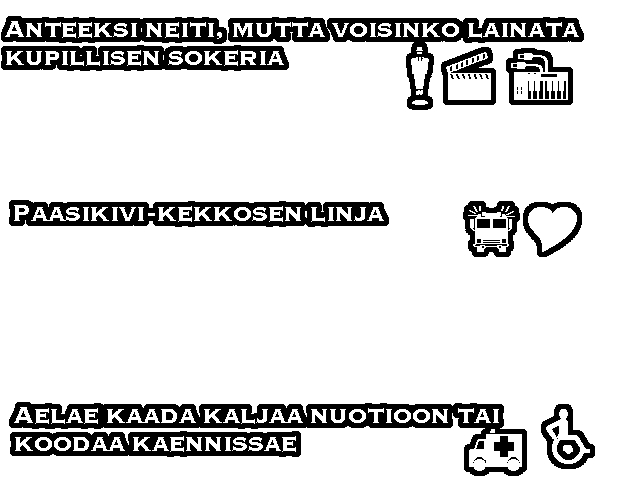 Anteeksi neiti, mutta voisinko lainata
kupillisen sokeria
Paasikivi-kekkosen linja
Aelae kaada kaljaa nuotioon tai
koodaa kaennissae